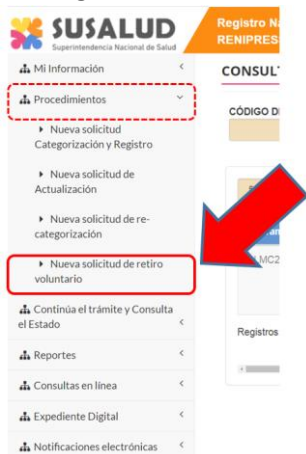 SUSALUD
Superintendencia Nacional de Salud
Registro Na
RENIPRES
Mi Información
Procedimientos
Nueva solicitud
Categorización y Registro
Nueva solicitud de
Actualización
Nueva solicitud de re-
categorización
Nueva solicitud de retiro
voluntario
Continúa el trámite y Consulta
el Estado
Reportes
Consultas en línea
Expediente Digital
Notificaciones electrónicas
CONSUL
CÓDIGO D
MC2
Registros